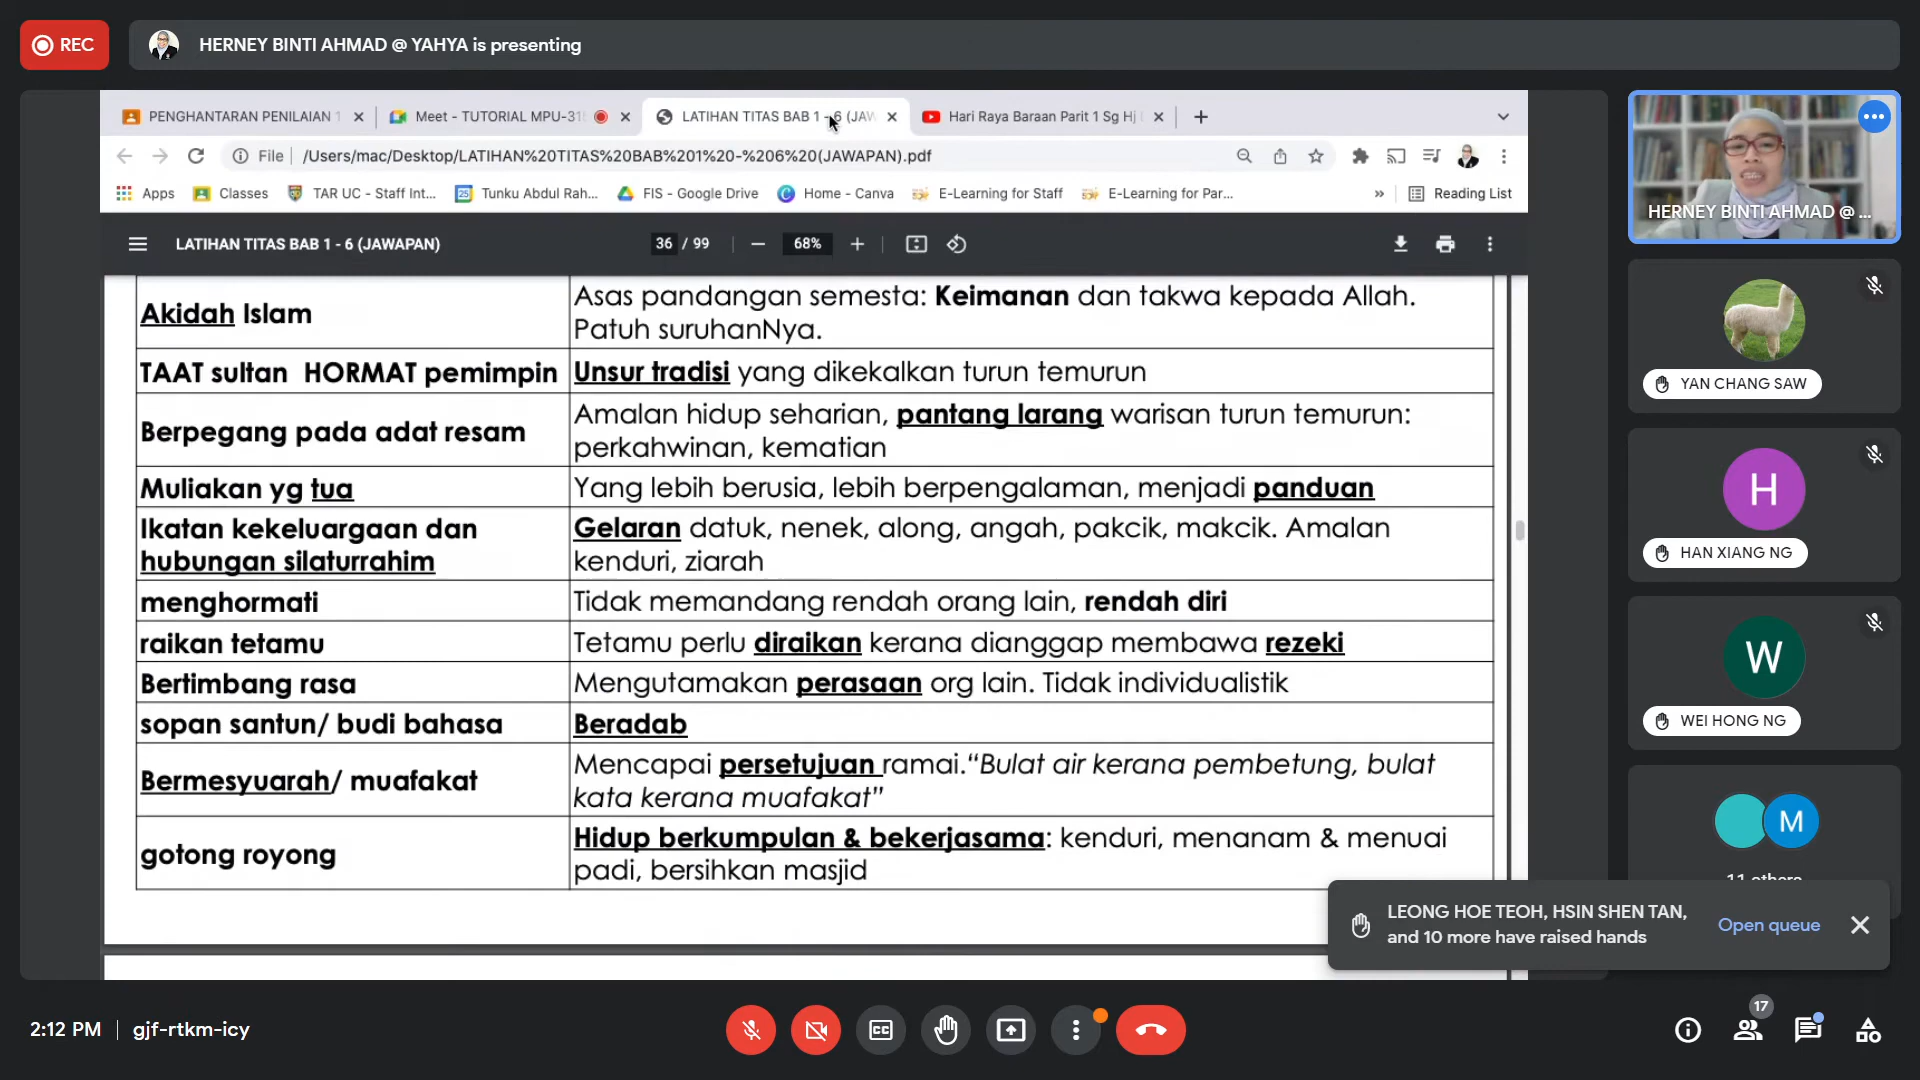 REC
HERNEY BINTI AHMAD @ YAHYA is presenting
PENGHANTARAN PENILAIAN 1
Meet - TUTORIAL MPU-31
LATIHAN TITAS BAB 1 - 6 (JAW
Hari Raya Baraan Parit 1 Sg Hj
File
/Users/mac/Desktop/LATIHAN%20TITAS%20BAB%201%20-%206%20(JAWAPAN).pdf
Apps
Classes
TAR UC - Staff Int...
Tunku Abdul Rah...
FIS - Google Drive
Home - Canva
E-Learning for Staff
E-Learning for Par...
»
Reading List
LATIHAN TITAS BAB 1 - 6 (JAWAPAN)
36 / 99
68%
Akidah Islam
Asas pandangan semesta: Keimanan dan takwa kepada Allah.
Patuh suruhanNya.
TAAT sultan HORMAT pemimpin
Unsur tradisi yang dikekalkan turun temurun
Berpegang pada adat resam
Amalan hidup seharian, pantang larang warisan turun temurun:
perkahwinan, kematian
Muliakan yg tua
Yang lebih berusia, lebih berpengalaman, menjadi panduan
Ikatan kekeluargaan dan
hubungan silaturrahim
Gelaran datuk, nenek, along, angah, pakcik, makcik. Amalan
kenduri, ziarah
menghormati
Tidak memandang rendah orang lain, rendah diri
raikan tetamu
Tetamu perlu diraikan kerana dianggap membawa rezeki
Bertimbang rasa
Mengutamakan perasaan org lain. Tidak individualistik
sopan santun/ budi bahasa
Beradab
Bermesyuarah/ muafakat
Mencapai persetujuan ramai.“Bulat air kerana pembetung, bulat
kata kerana muafakat”
gotong royong
Hidup berkumpulan & bekerjasama: kenduri, menanam & menuai
padi, bersihkan masjid
HERNEY BINTI AHMAD @ ...
YAN CHANG SAW
H
HAN XIANG NG
W
WEI HONG NG
M
11 others
LEONG HOE TEOH, HSIN SHEN TAN,
and 10 more have raised hands
Open queue
2:12 PM
gjf-rtkm-icy
CC
17